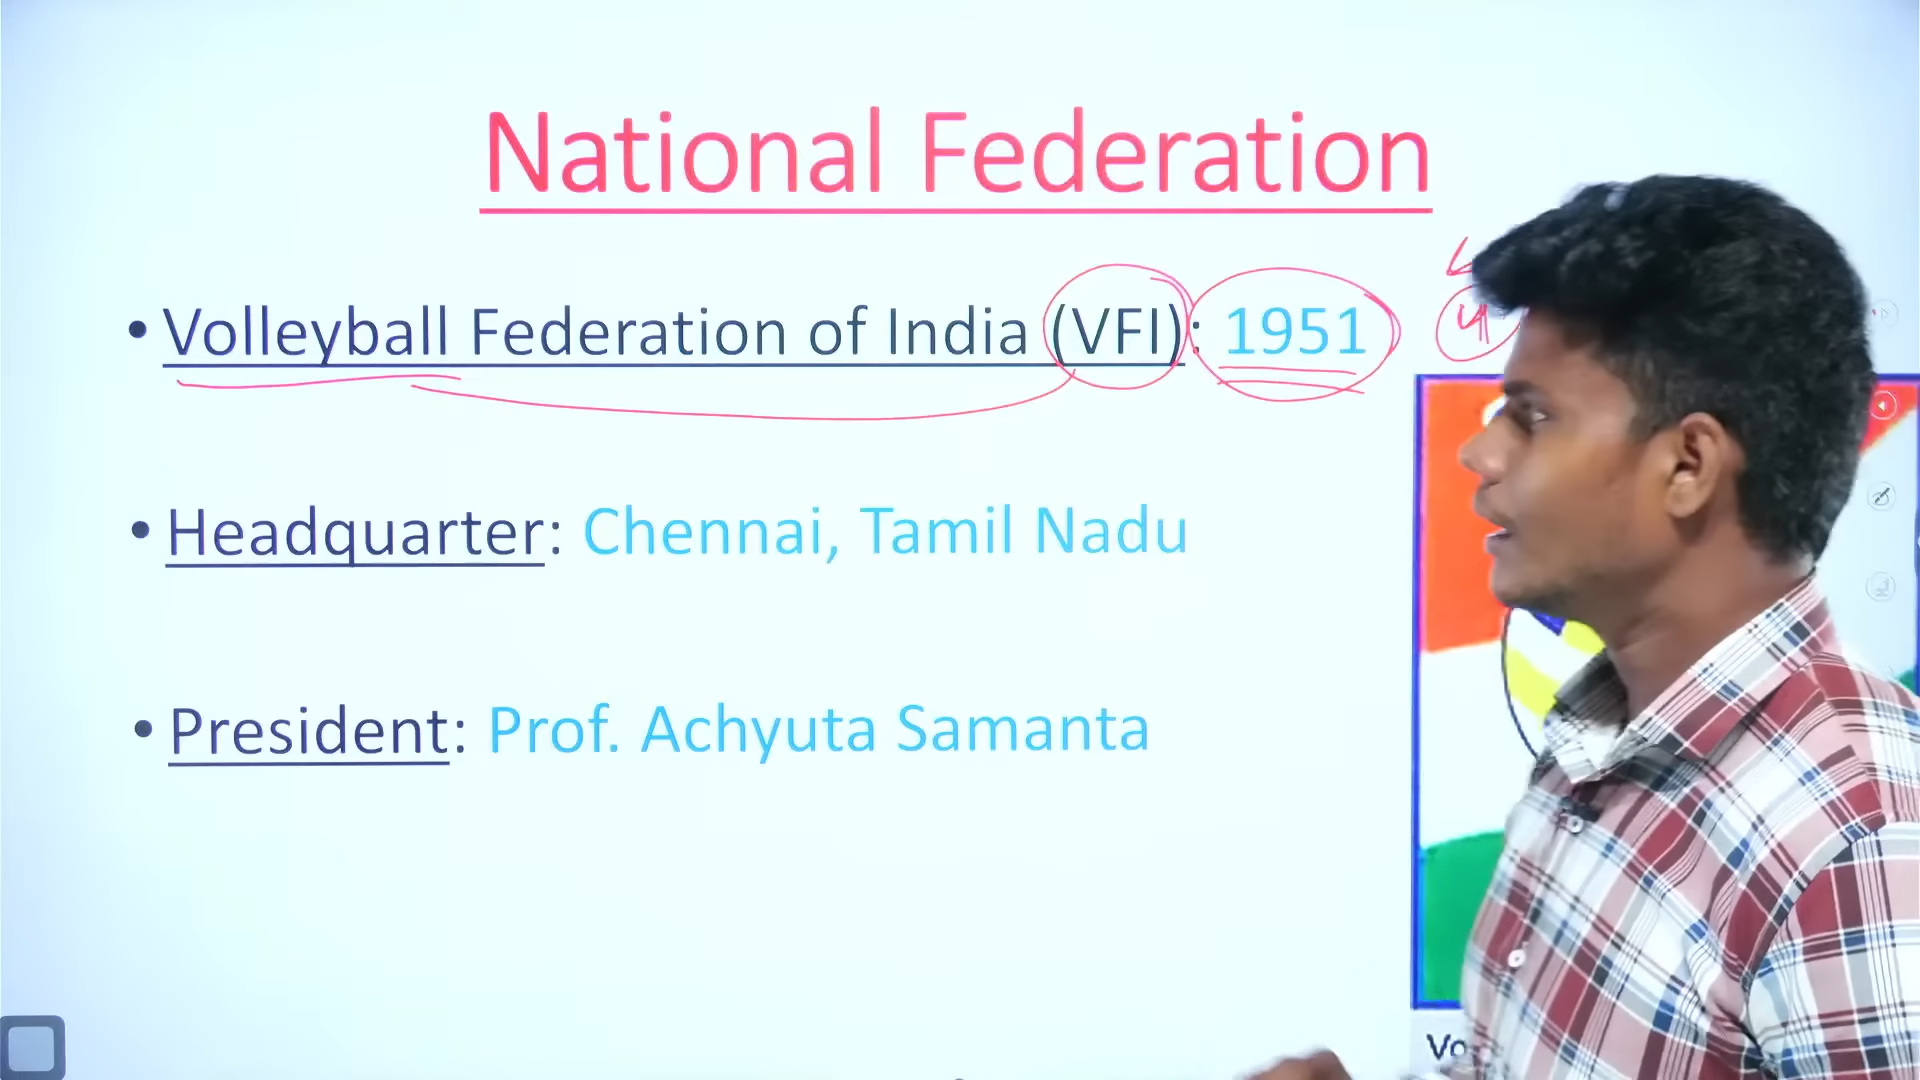 National Federation
• Volleyball Federation of India (VFI): 1951
• Headquarter: Chennai, Tamil Nadu
• President: Prof. Achyuta Samanta